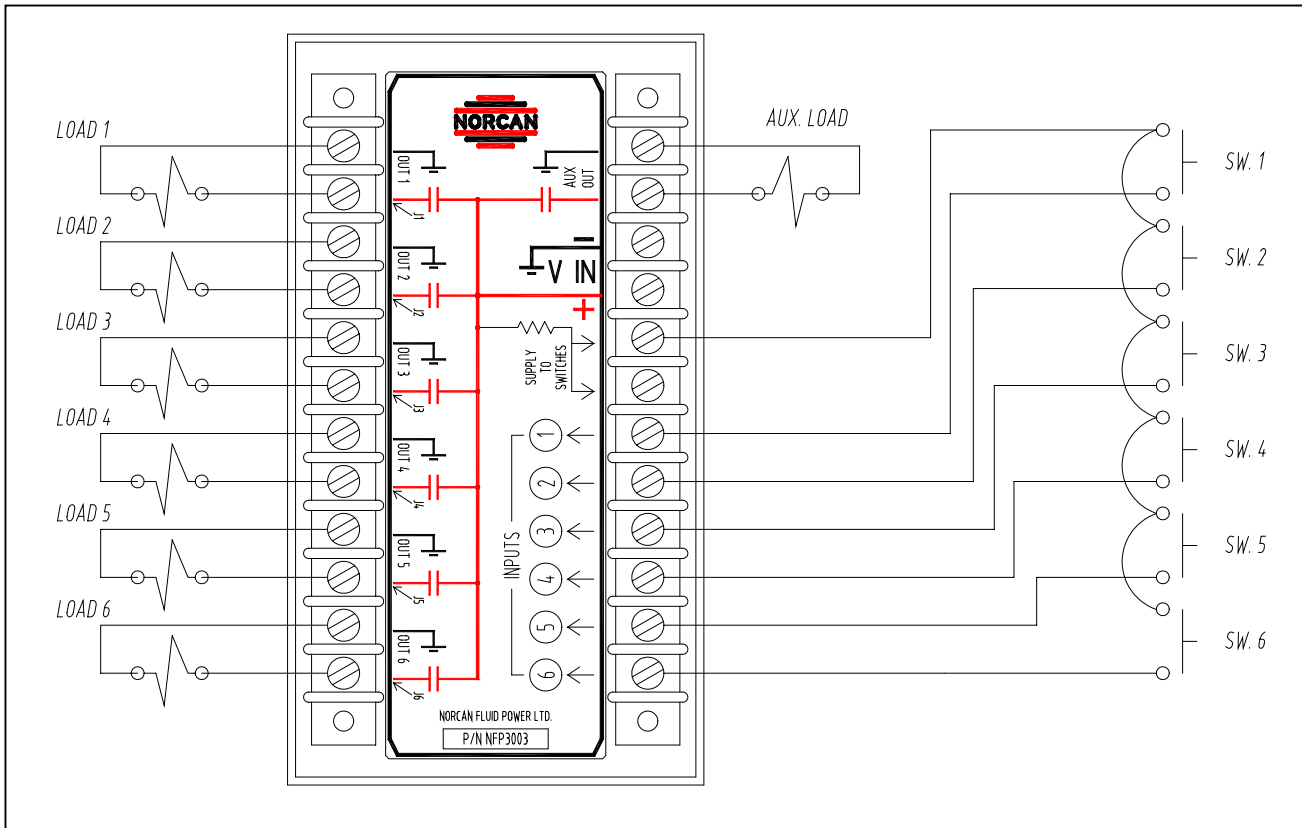 LOAD 1
LOAD 2
LOAD 3
LOAD 4
LOAD 5
LOAD 6
NORCAN
OUT 1
J1
OUT 2
J2
OUT 3
J3
OUT 4
J4
OUT 5
J5
OUT 6
J6
AUX
OUT
-
V IN
+
SUPPLY
TO
SWITCHES
INPUTS
1
2
3
4
5
6
NORCAN FLUID POWER LTD.
P/N NFP3003
AUX. LOAD
SW. 1
SW. 2
SW. 3
SW. 4
SW. 5
SW. 6